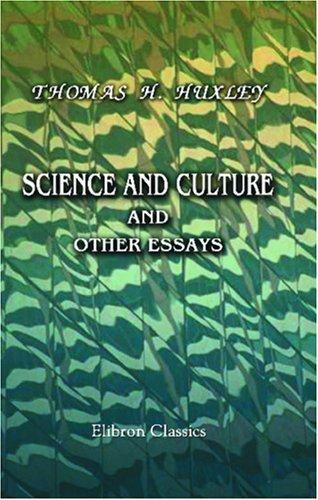 THOMAS H. HUXLEY
SCIENCE AND CULTURE
AND
OTHER ESSAYS
Elibron Classics